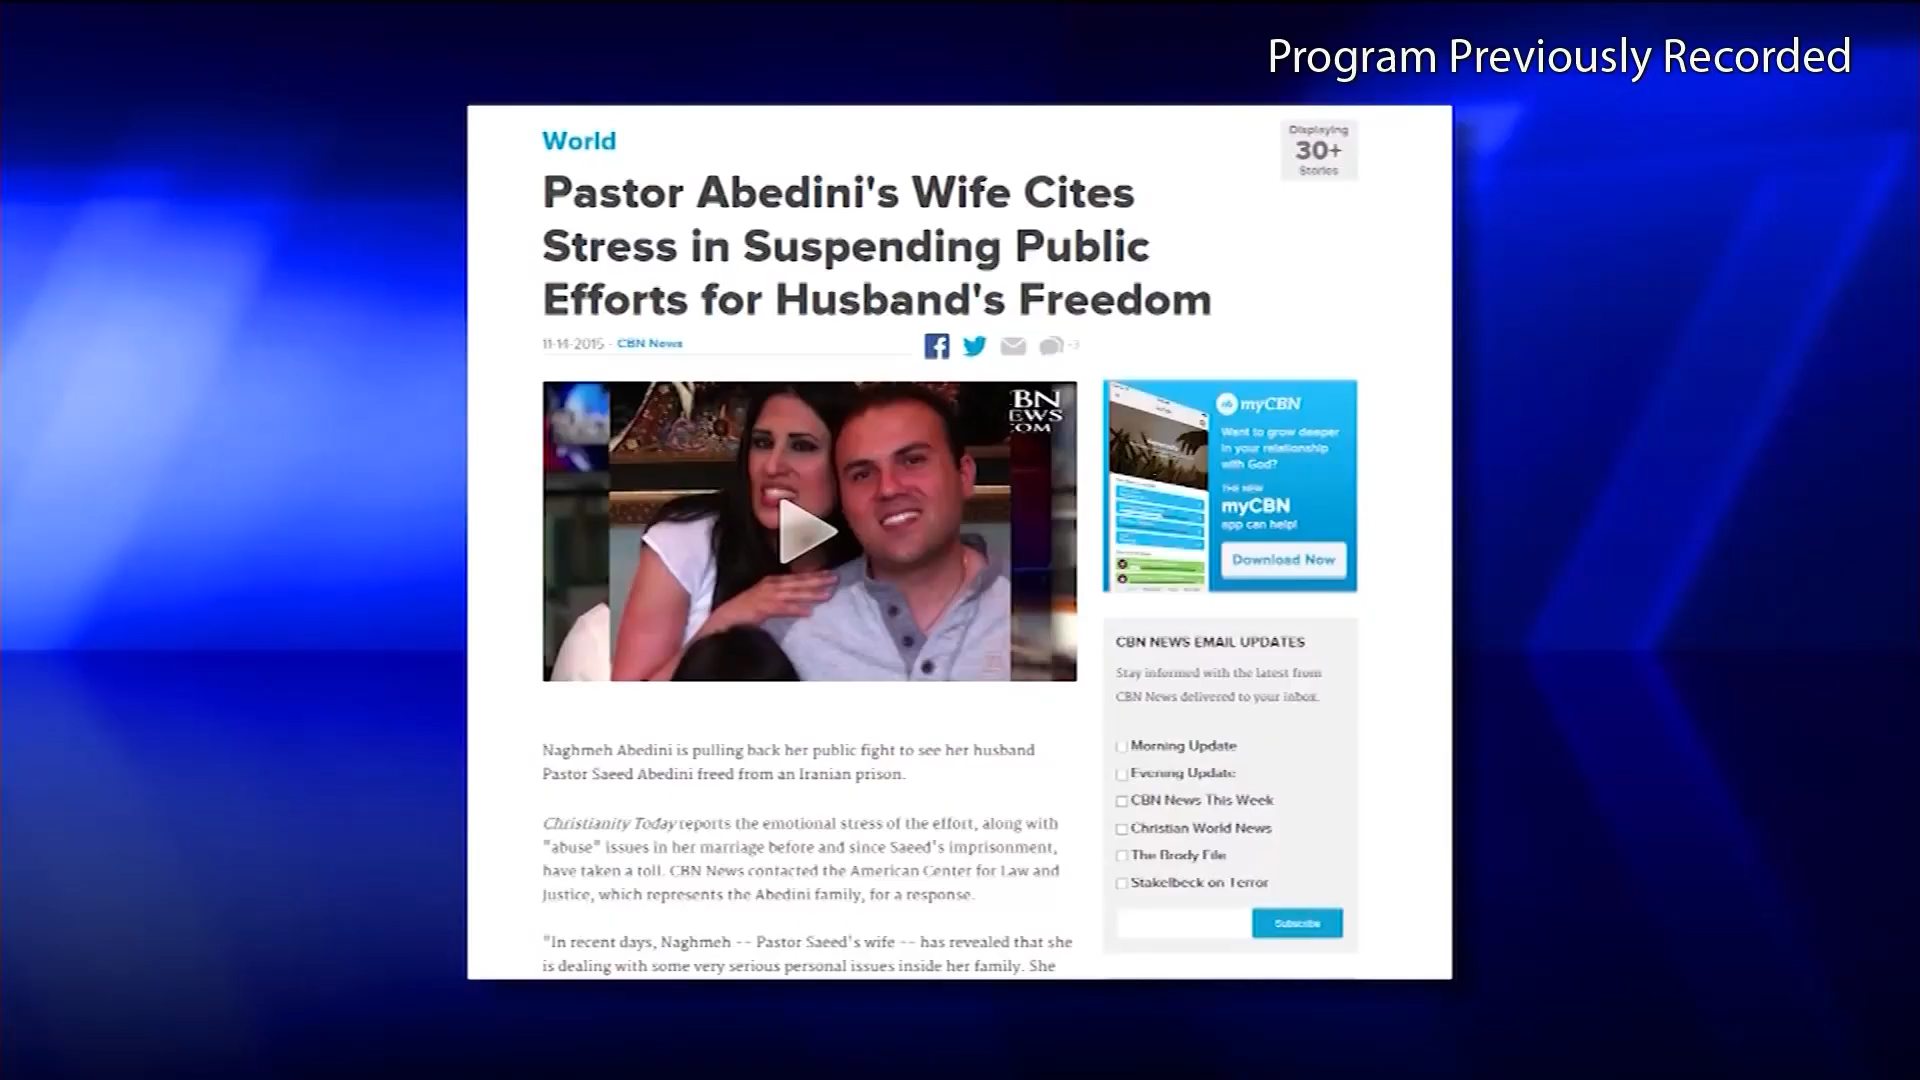 Program Previously Recorded
World
Displaying
30+
Stories
Pastor Abedini's Wife Cites
Stress in Suspending Public
Efforts for Husband's Freedom
11-14-2015 - CBN News
BN
EWS
COM
myCBN
Want to grow deeper
in your relationship
with God?
THE NEW
myCBN
app can help!
Download Now
CBN NEWS EMAIL UPDATES
Stay informed with the latest from
CBN News delivered to your inbox.
Morning Update
Evening Update
CBN News This Week
Christian World News
The Brody File
Stakelbeck on Terror
Subscribe
Naghmeh Abedini is pulling back her public fight to see her husband
Pastor Saeed Abedini freed from an Iranian prison.
Christianity Today reports the emotional stress of the effort, along with
"abuse" issues in her marriage before and since Saeed's imprisonment,
have taken a toll. CBN News contacted the American Center for Law and
Justice, which represents the Abedini family, for a response.
"In recent days, Naghmeh -- Pastor Saeed's wife -- has revealed that she
is dealing with some very serious personal issues inside her family. She